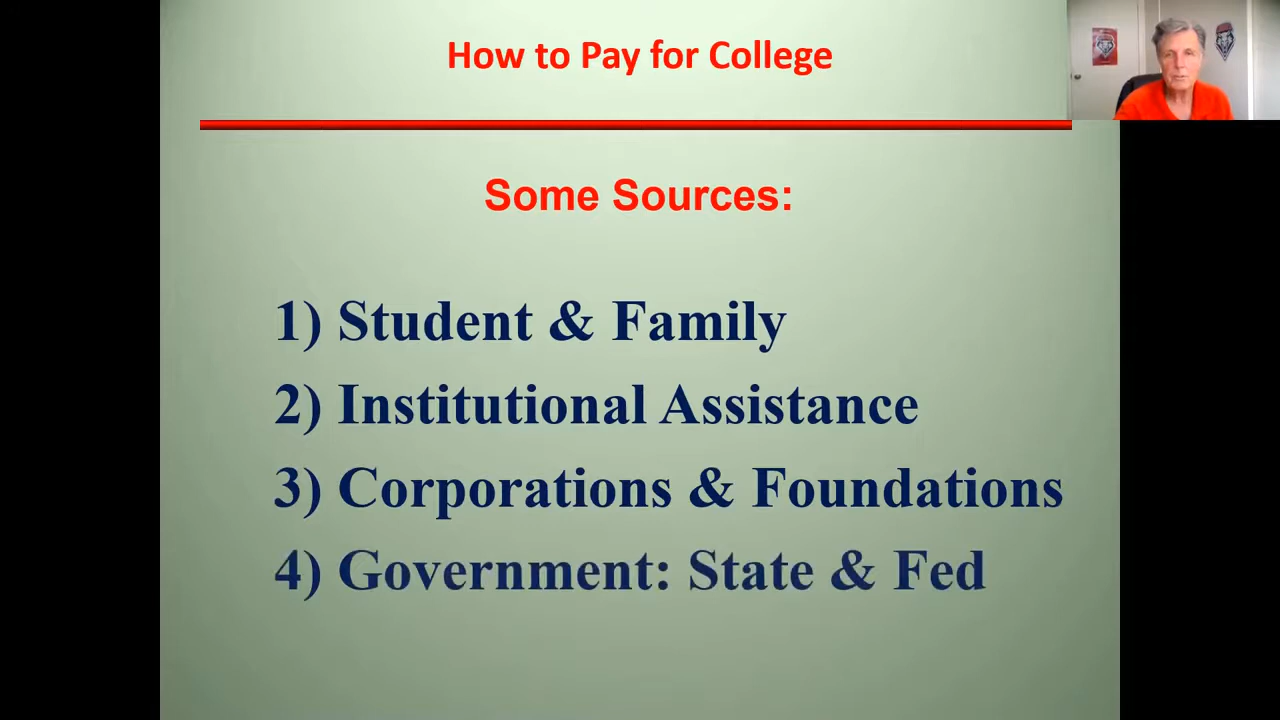 How to Pay for College
Some Sources:
1) Student & Family
2) Institutional Assistance
3) Corporations & Foundations
4) Government: State & Fed